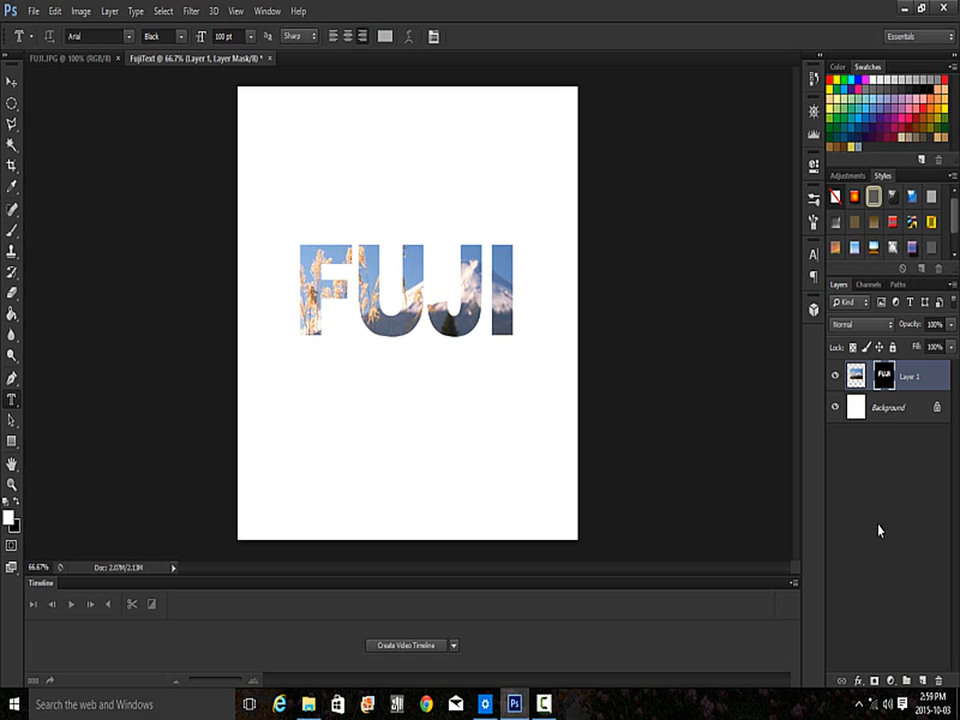 Ps File Edit Image Layer Type Select Filter 3D View Window Help
T Arial Black 100 pt Sharp Essentials
FUJI.JPG @ 100% (RGB/8) × FujiText @ 66.7% (Layer 1, Layer Mask/8) * ×
Color Swatches
Adjustments Styles
FUJI
Layers Channels Paths
Kind
Normal Opacity: 100%
Lock: Fill: 100%
FUJI Layer 1
Background
66.67% Doc: 2.07M/2.13M
Timeline
Create Video Timeline
Search the web and Windows
2:59 PM
2015-10-03